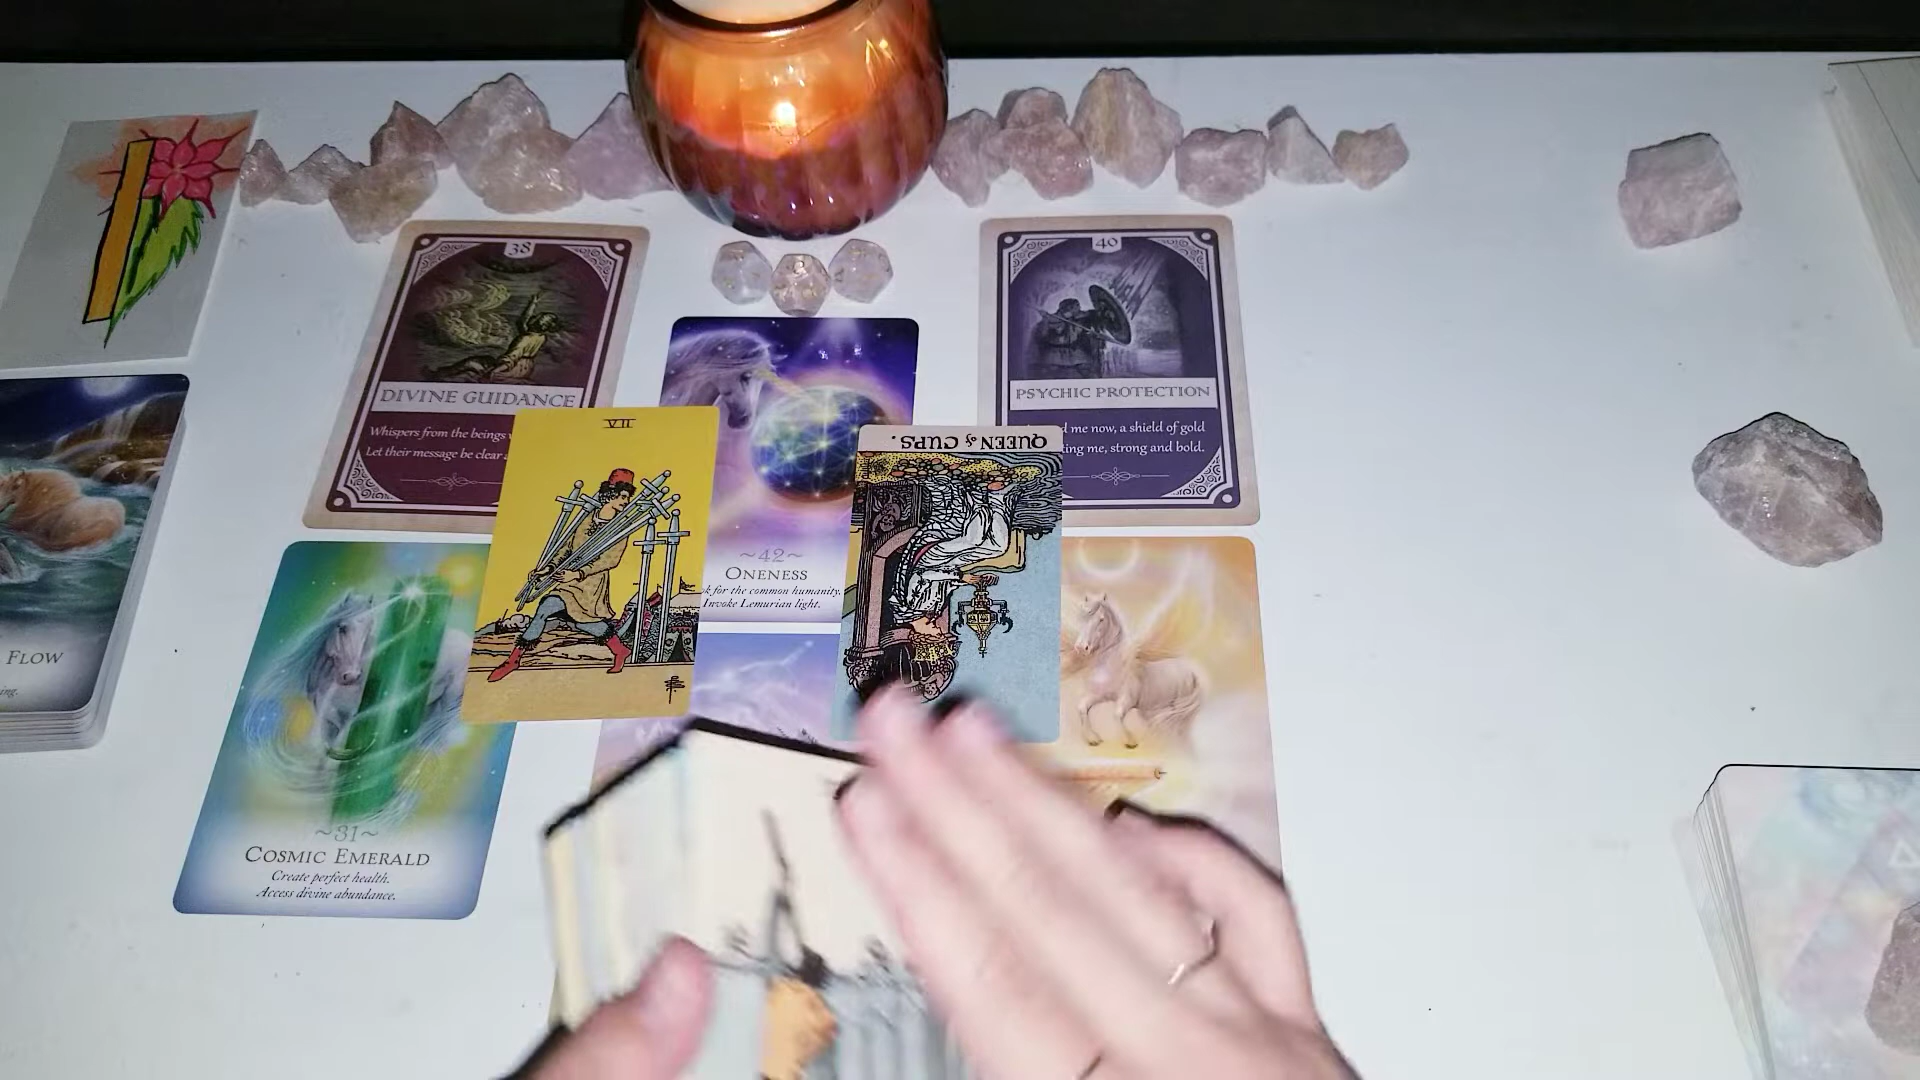 38
DIVINE GUIDANCE
Whispers from the beings
Let their message be clear
40
PSYCHIC PROTECTION
me now, a shield of gold
me, strong and bold.
VII
QUEEN of CUPS.
~42~
ONENESS
for the common humanity.
Invoke Lemurian light.
FLOW
~31~
COSMIC EMERALD
Create perfect health.
Access divine abundance.